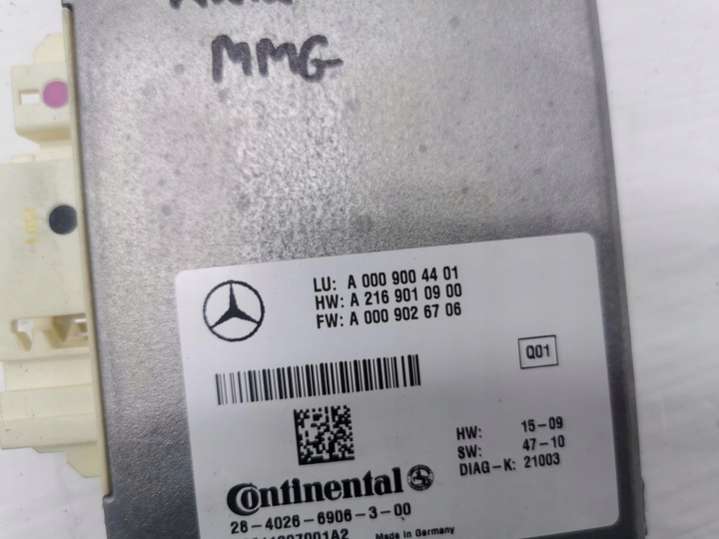 MMG
LU: A 000 900 44 01
HW: A 216 901 09 00
FW: A 000 902 67 06
Q01
HW: 15-09
SW: 47-10
DIAG-K: 21003
Continental
28-4026-6906-3-00
Made in Germany